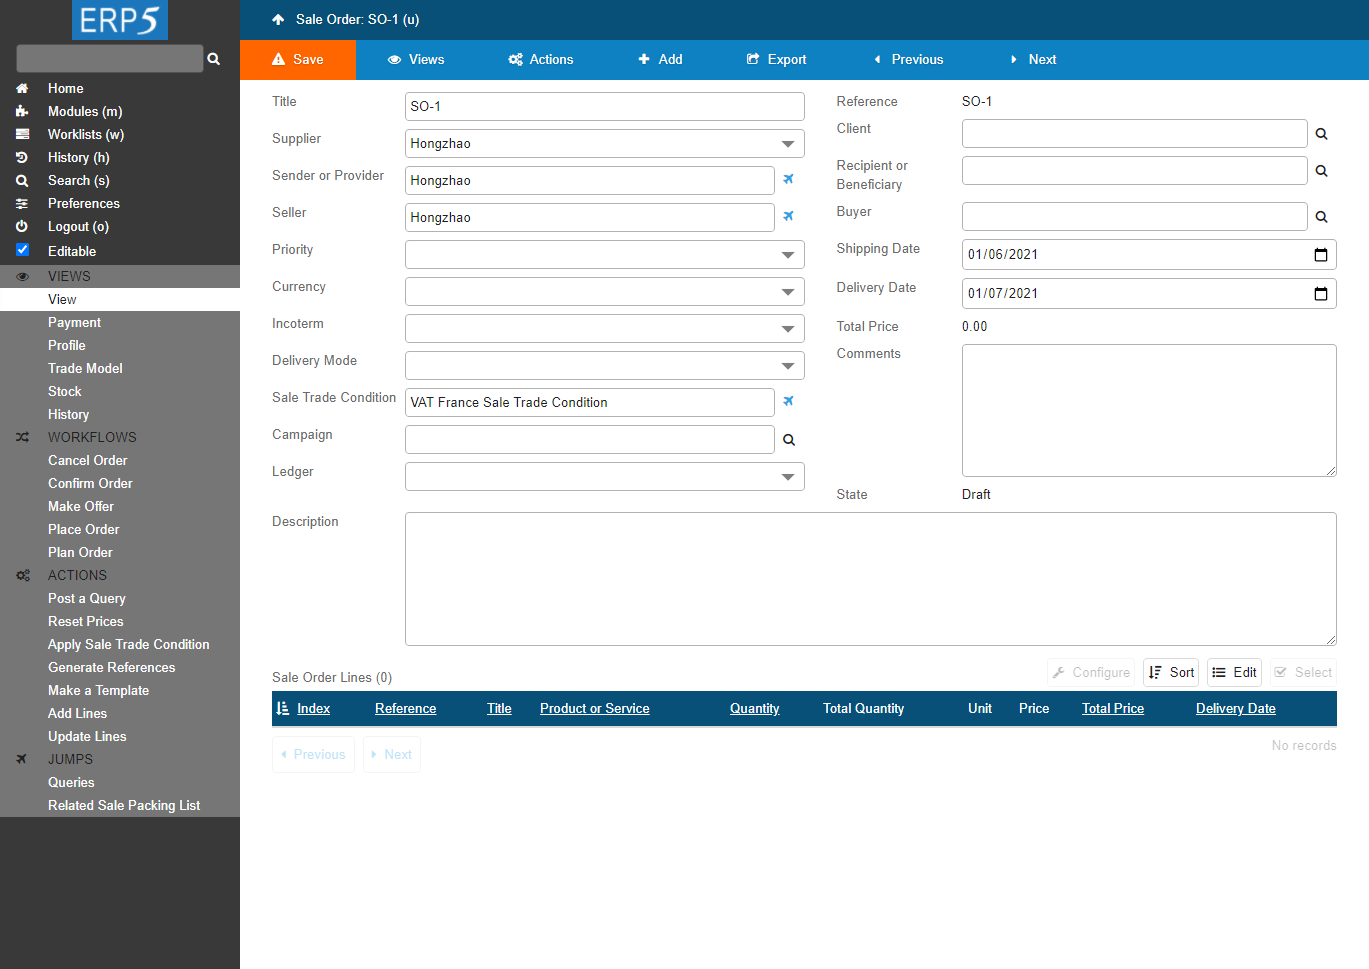 ERP5
Home
Modules (m)
Worklists (w)
History (h)
Search (s)
Preferences
Logout (o)
Editable
VIEWS
View
Payment
Profile
Trade Model
Stock
History
WORKFLOWS
Cancel Order
Confirm Order
Make Offer
Place Order
Plan Order
ACTIONS
Post a Query
Reset Prices
Apply Sale Trade Condition
Generate References
Make a Template
Add Lines
Update Lines
JUMPS
Queries
Related Sale Packing List
Sale Order: SO-1 (u)
Save Views Actions Add Export Previous Next
Title SO-1
Supplier Hongzhao
Sender or Provider Hongzhao
Seller Hongzhao
Priority
Currency
Incoterm
Delivery Mode
Sale Trade Condition VAT France Sale Trade Condition
Campaign
Ledger
Reference SO-1
Client
Recipient or
Beneficiary
Buyer
Shipping Date 01/06/2021
Delivery Date 01/07/2021
Total Price 0.00
Comments
State Draft
Description
Sale Order Lines (0) Configure Sort Edit Select
Index Reference Title Product or Service Quantity Total Quantity Unit Price Total Price Delivery Date
Previous Next No records